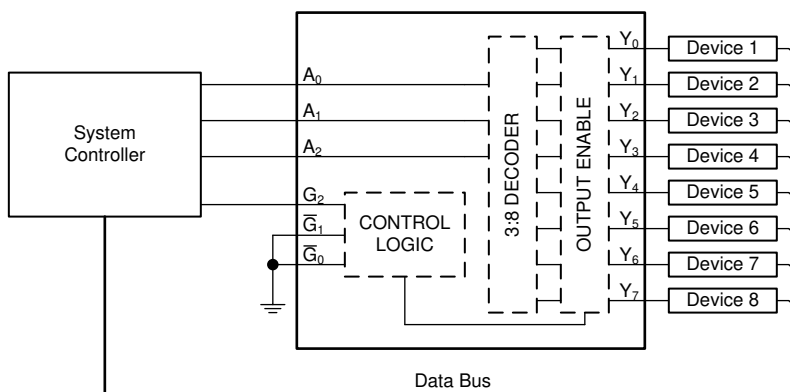 System
Controller
A0
A1
A2
G2
G̅1
G̅0
CONTROL
LOGIC
3:8 DECODER
OUTPUT ENABLE
Y0
Y1
Y2
Y3
Y4
Y5
Y6
Y7
Device 1
Device 2
Device 3
Device 4
Device 5
Device 6
Device 7
Device 8
Data Bus